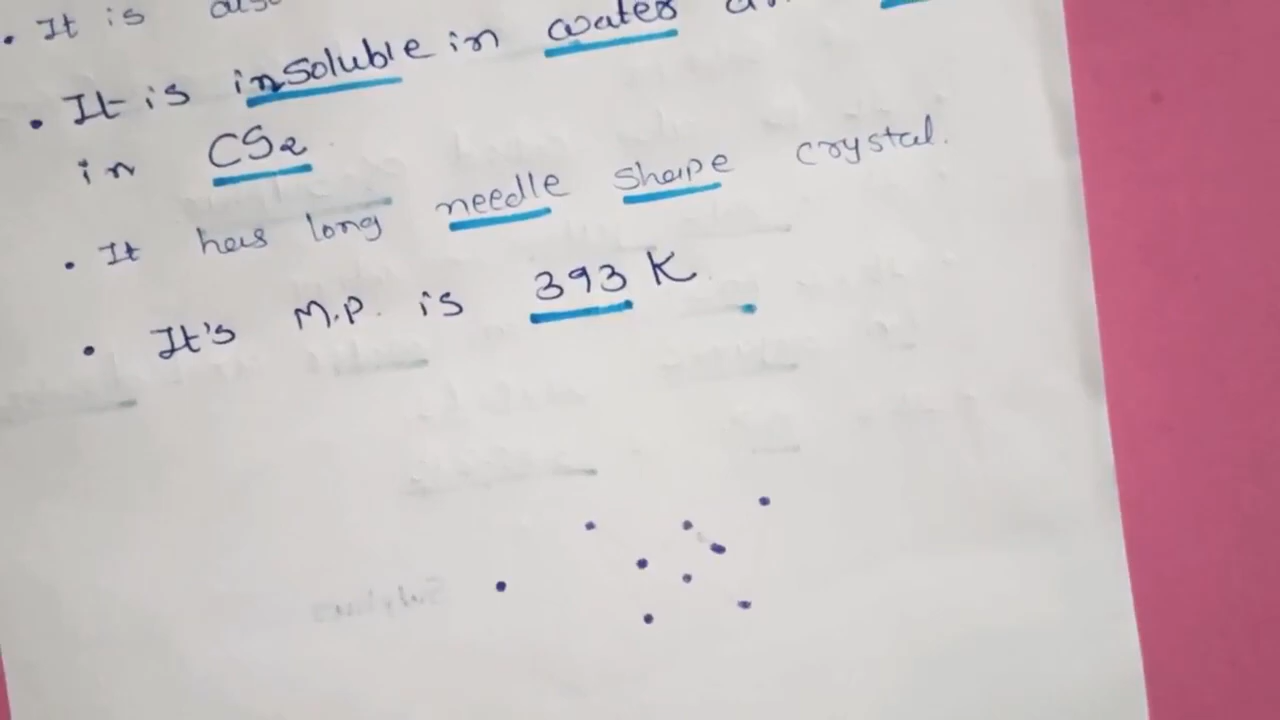 • It is
• It is insoluble in water
in CS₂
• It has long needle shape crystal.
• It's M.P. is 393 K